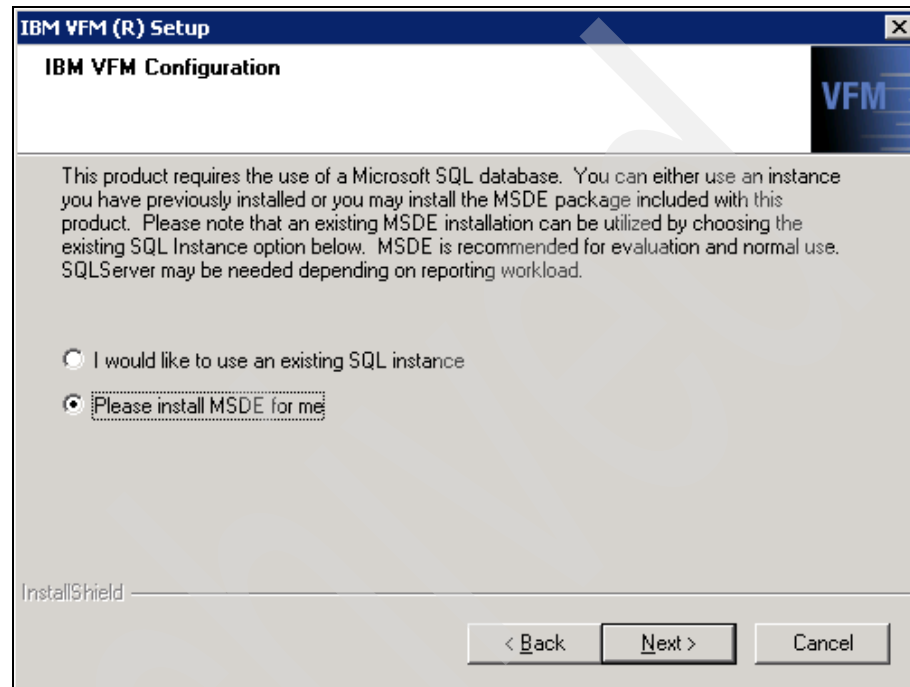 IBM VFM (R) Setup
IBM VFM Configuration
VFM
This product requires the use of a Microsoft SQL database. You can either use an instance
you have previously installed or you may install the MSDE package included with this
product. Please note that an existing MSDE installation can be utilized by choosing the
existing SQL Instance option below. MSDE is recommended for evaluation and normal use.
SQLServer may be needed depending on reporting workload.
I would like to use an existing SQL instance
Please install MSDE for me
InstallShield
< Back Next > Cancel